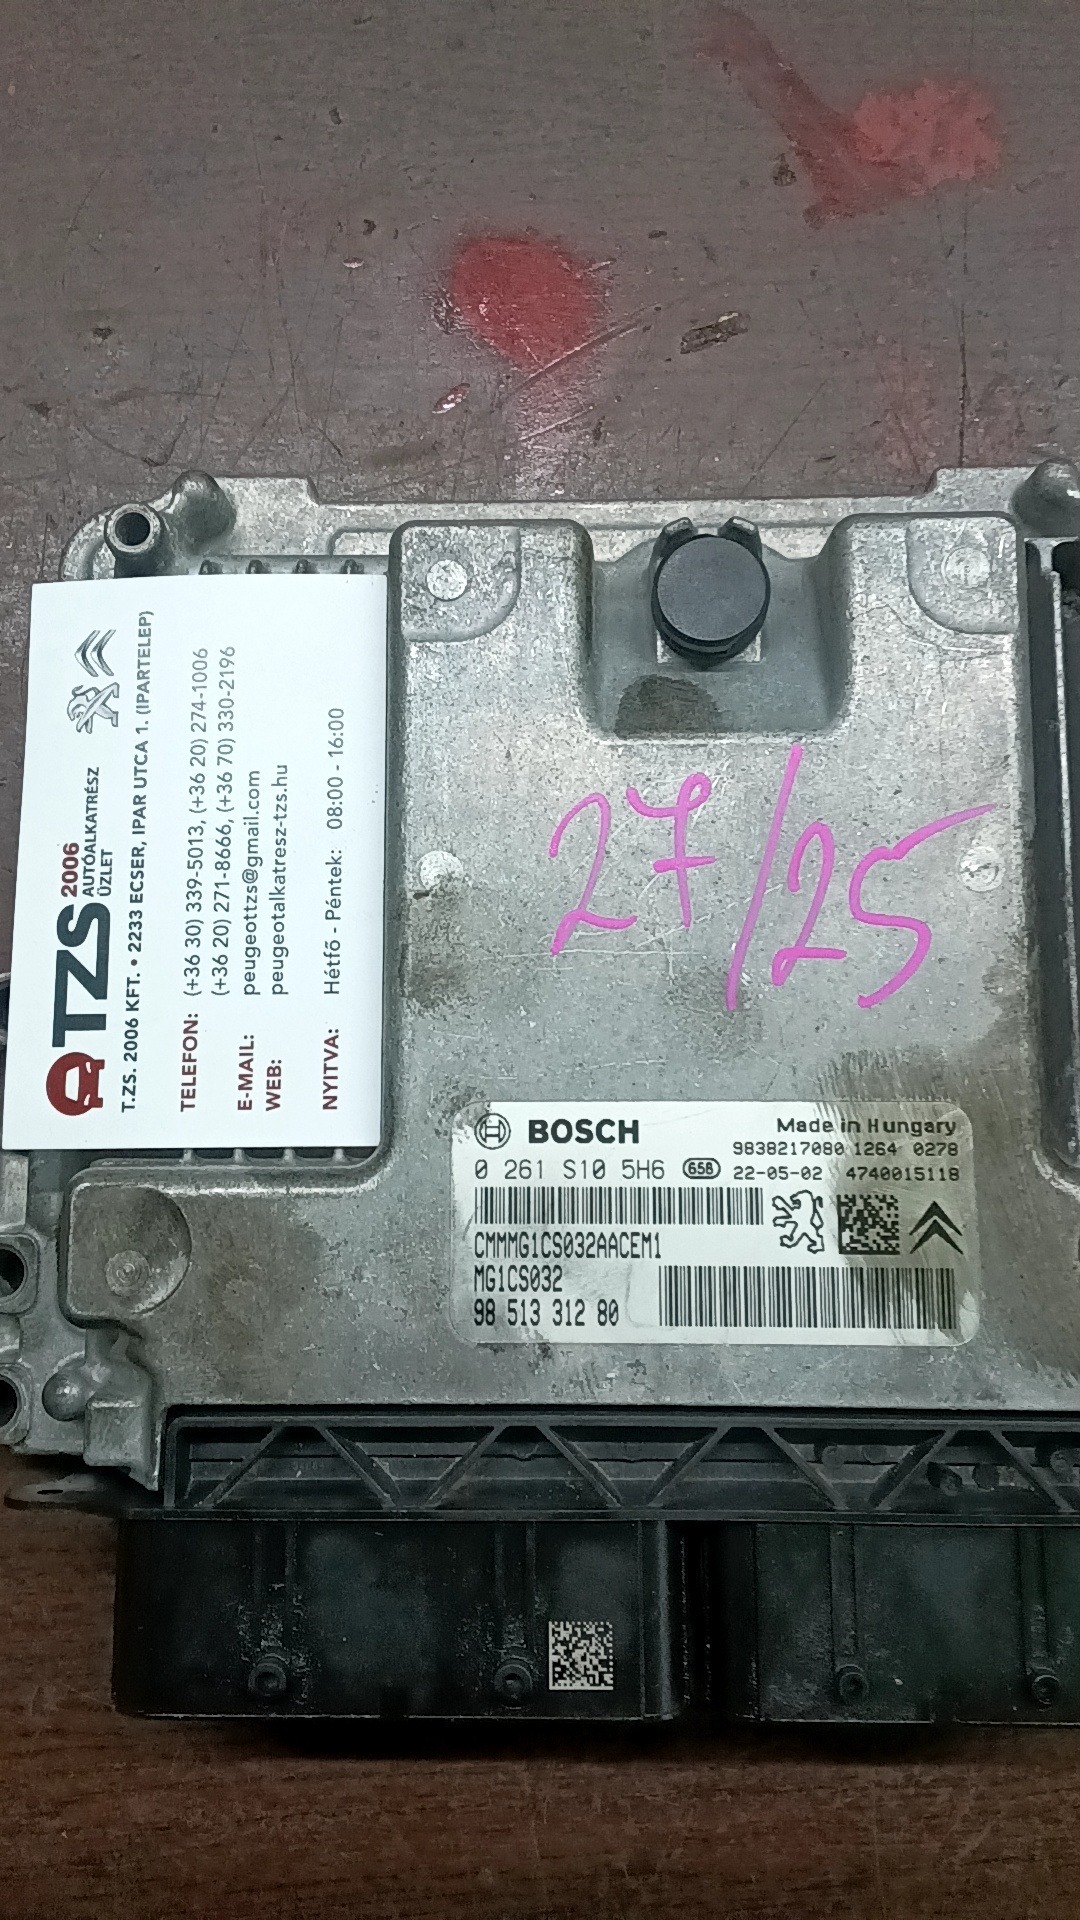 TZS 2006
AUTÓALKATRÉSZ
ÜZLET
T.ZS. 2006 KFT. • 2233 ECSER, IPAR UTCA 1. (IPARTELEP)
TELEFON: (+36 30) 339-5013, (+36 20) 274-1006
(+36 20) 271-8666, (+36 70) 330-2196
E-MAIL: peugeottzs@gmail.com
WEB: peugeotalkatresz-tzs.hu
NYITVA: Hétfő - Péntek: 08:00 - 16:00
27/25
BOSCH
Made in Hungary
9838217080 1264 0278
0 261 S10 5H6 658 22-05-02 4740015118
CMMMG1CS032AACEM1
MG1CS032
98 513 312 80